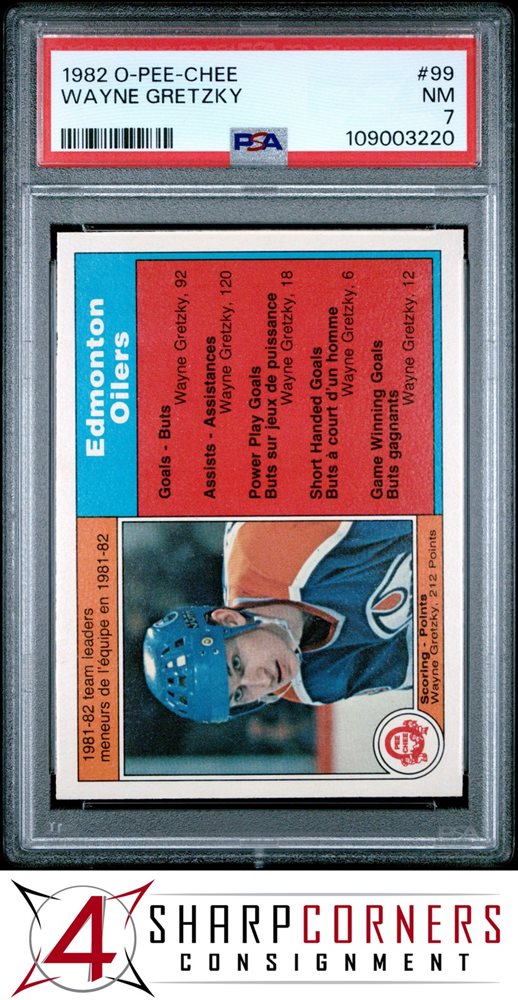 1982 O-PEE-CHEE #99
WAYNE GRETZKY NM
7
PSA 109003220
1981-82 team leaders
meneurs de l'équipe en 1981-82
Edmonton
Oilers
Goals - Buts
Wayne Gretzky, 92
Assists - Assistances
Wayne Gretzky, 120
Power Play Goals
Buts sur jeux de puissance
Wayne Gretzky, 18
Short Handed Goals
Buts à court d'un homme
Wayne Gretzky, 6
Game Winning Goals
Buts gagnants
Wayne Gretzky, 12
Scoring - Points
Wayne Gretzky, 212 Points
O
PEE
CHEE
PSA
4 SHARPCORNERS
CONSIGNMENT